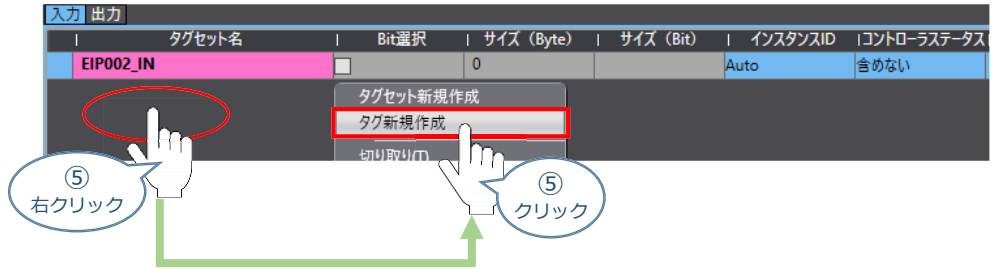 入力 出力
タグセット名 Bit選択 サイズ (Byte) サイズ (Bit) インスタンスID コントローラステータス
EIP002_IN 0 Auto 含めない
タグセット新規作成
タグ新規作成
切り取り(T)
⑤
右クリック
⑤
クリック